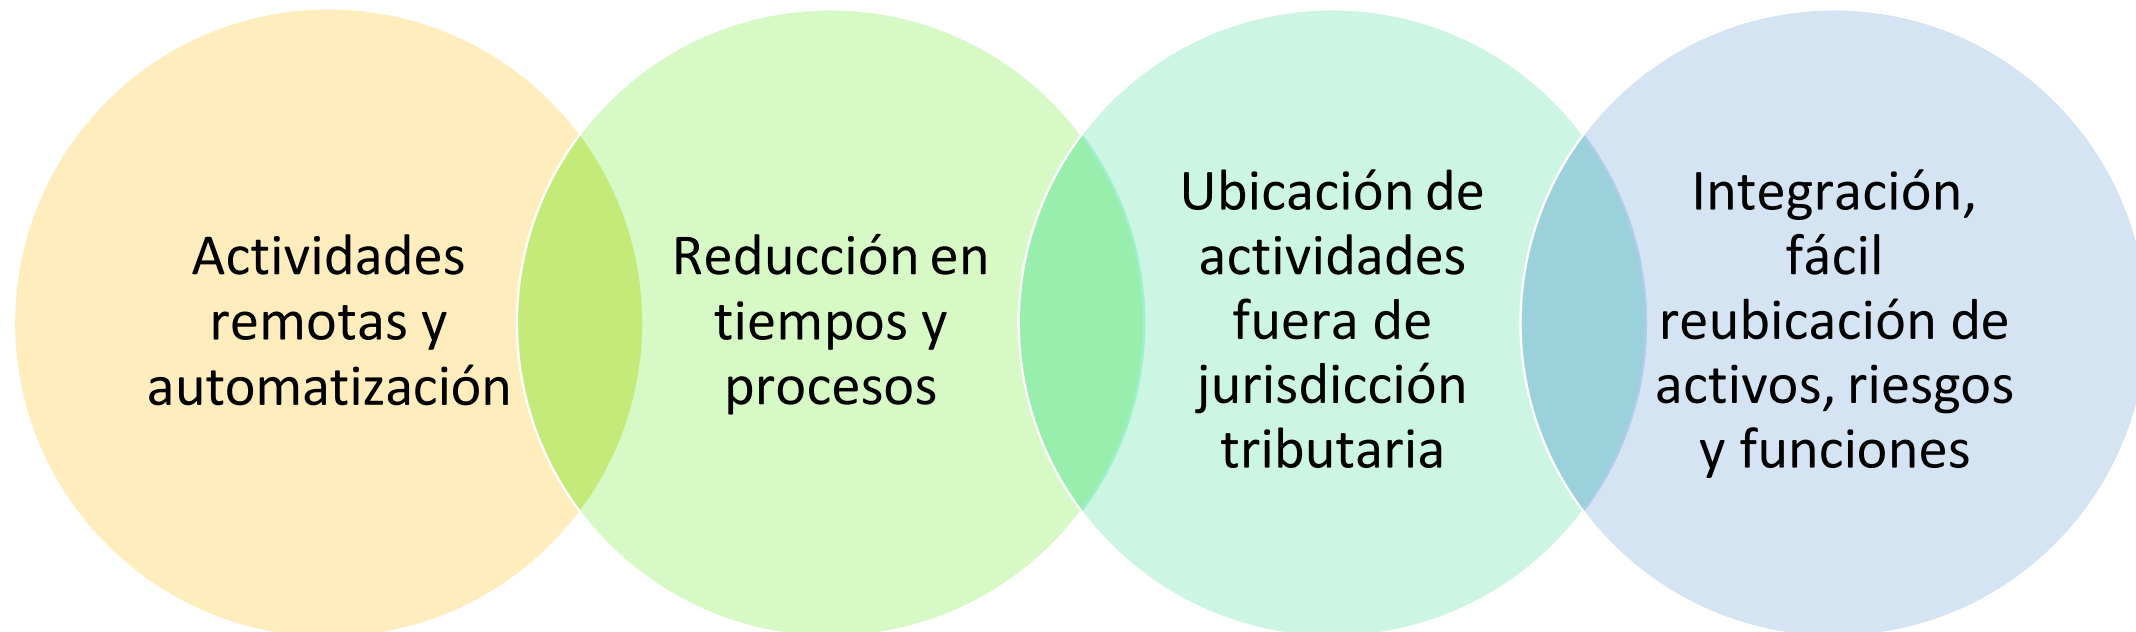 Actividades
remotas y
automatización
Reducción en
tiempos y
procesos
Ubicación de
actividades
fuera de
jurisdicción
tributaria
Integración,
fácil
reubicación de
activos, riesgos
y funciones